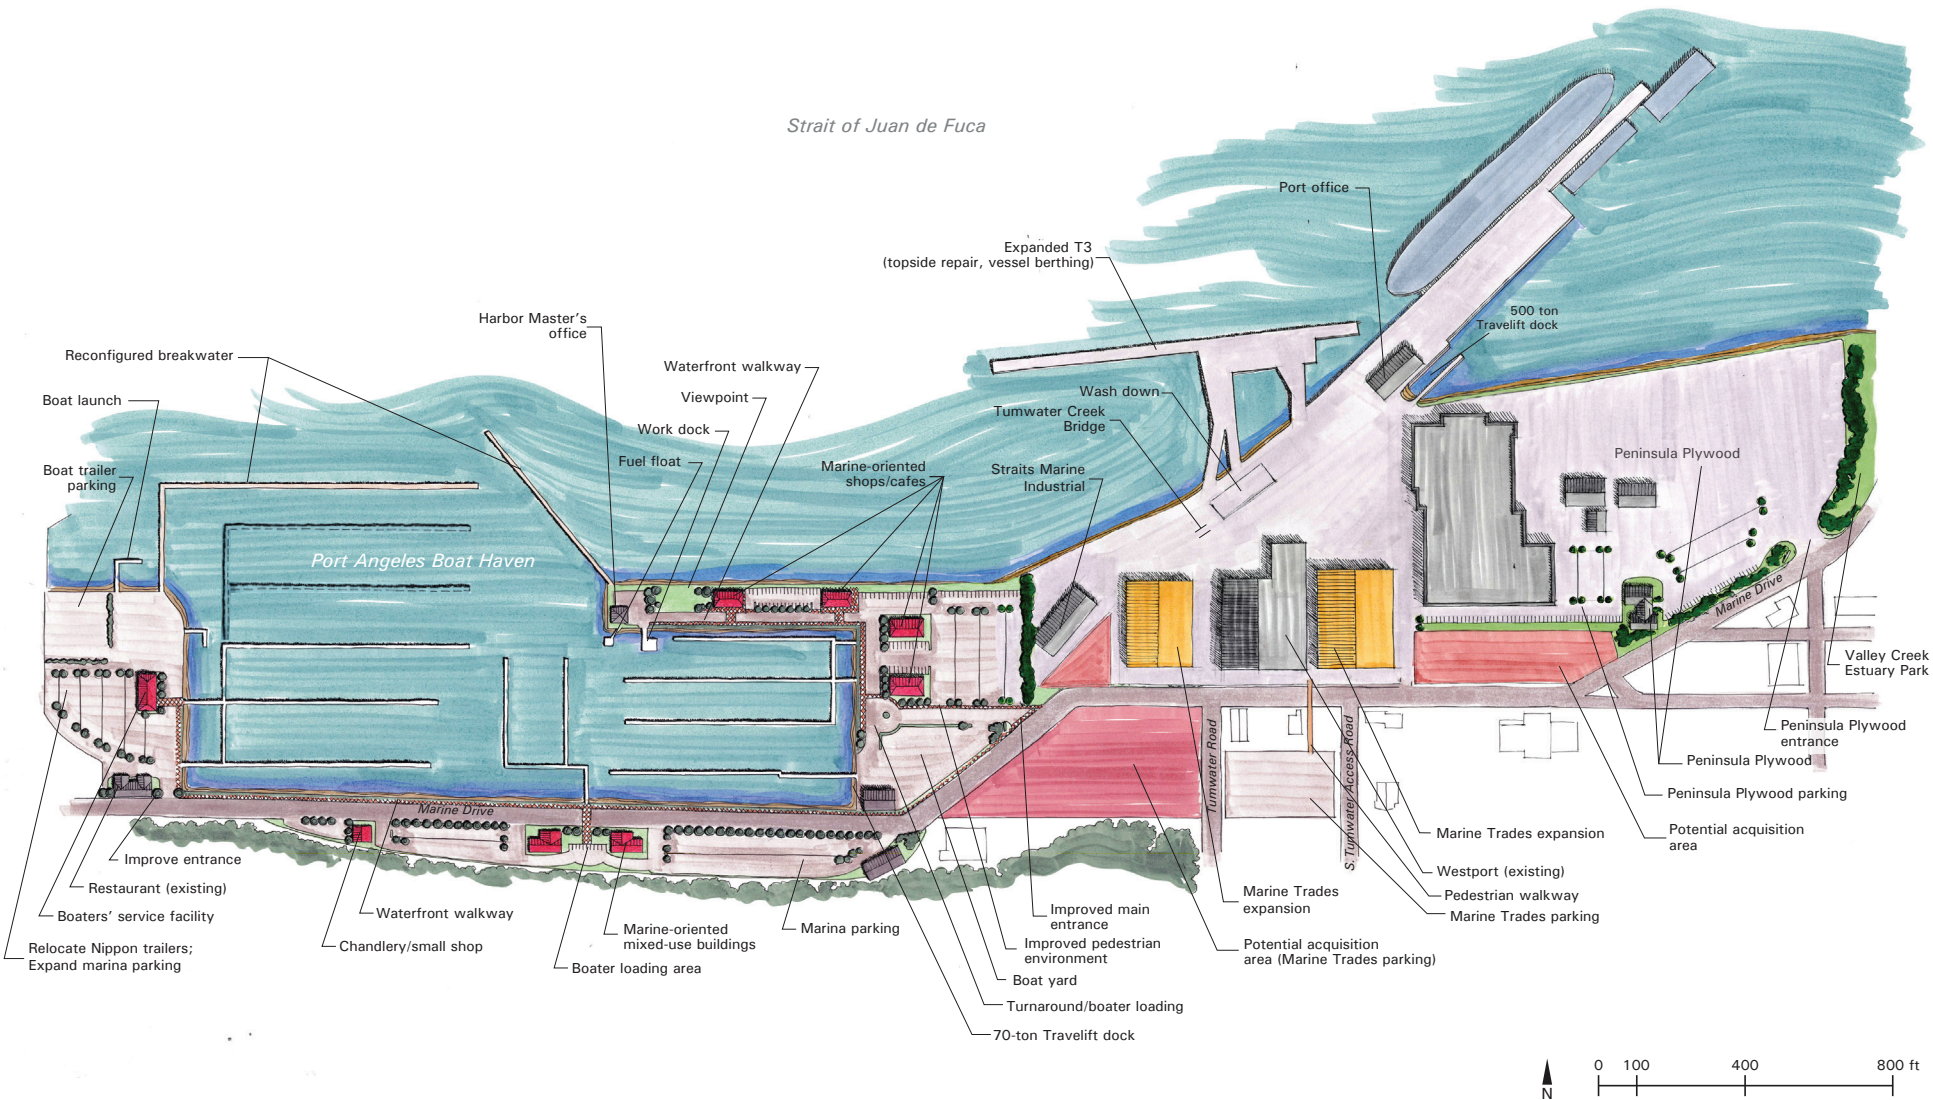 Strait of Juan de Fuca
Port office
Expanded T3
(topside repair, vessel berthing)
500 ton
Travelift dock
Harbor Master's
office
Reconfigured breakwater
Waterfront walkway
Boat launch
Viewpoint
Wash down
Tumwater Creek
Bridge
Work dock
Fuel float
Boat trailer
parking
Marine-oriented
shops/cafes
Straits Marine
Industrial
Peninsula Plywood
Port Angeles Boat Haven
Marine Drive
Valley Creek
Estuary Park
Peninsula Plywood
entrance
Peninsula Plywood
Peninsula Plywood parking
Tumwater Road
S. Tumwater Access Road
Marine Drive
Marine Trades expansion
Potential acquisition
area
Improve entrance
Westport (existing)
Restaurant (existing)
Pedestrian walkway
Marine Trades
expansion
Marine Trades parking
Boaters' service facility
Waterfront walkway
Improved main
entrance
Marine-oriented
mixed-use buildings
Marina parking
Relocate Nippon trailers;
Expand marina parking
Chandlery/small shop
Improved pedestrian
environment
Potential acquisition
area (Marine Trades parking)
Boater loading area
Boat yard
Turnaround/boater loading
70-ton Travelift dock
N
0 100 400 800 ft